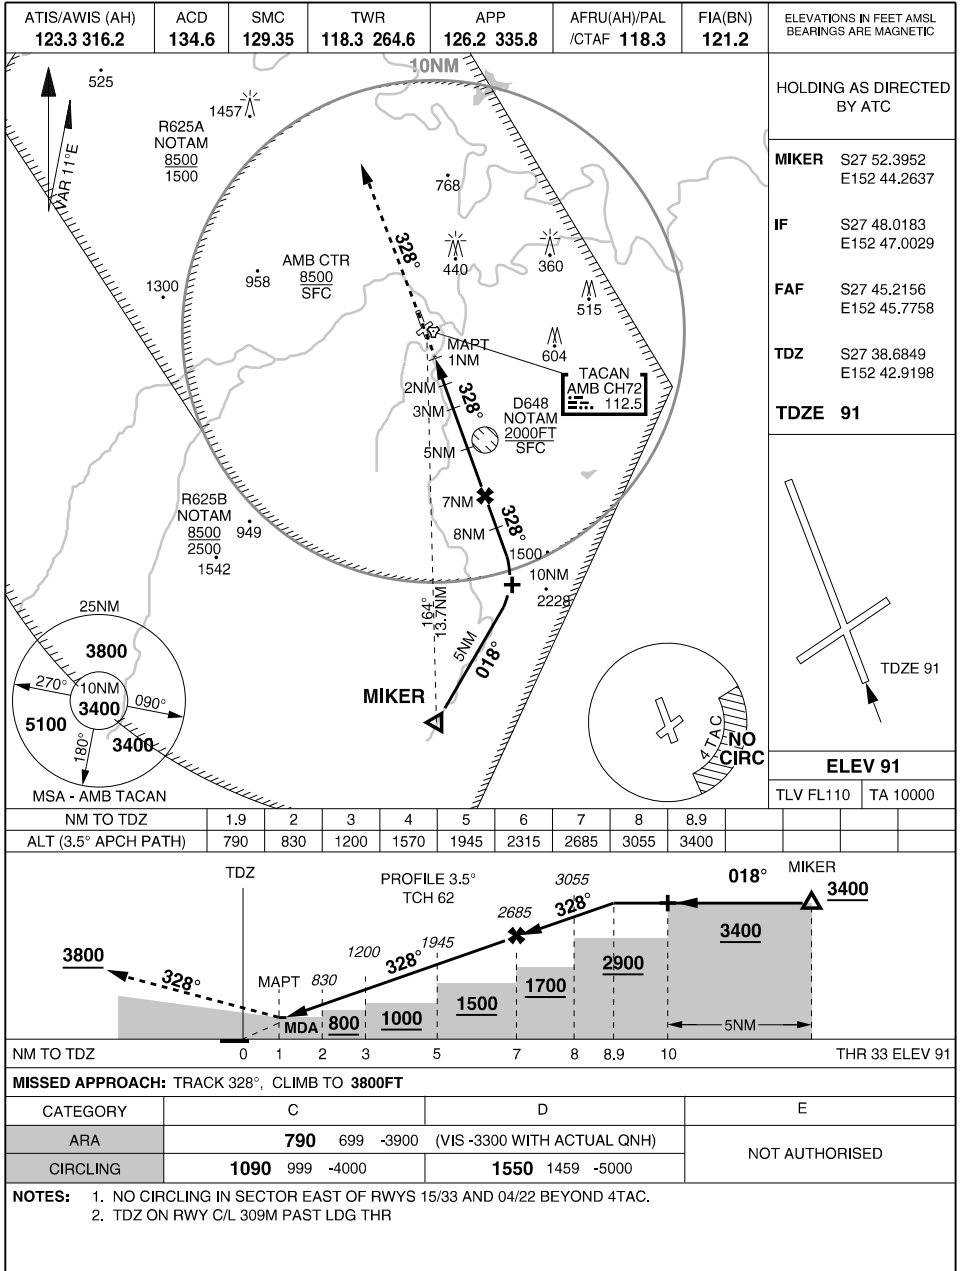 ATIS/AWIS (AH) ACD SMC TWR APP AFRU(AH)/PAL FIA(BN)
123.3 316.2 134.6 129.35 118.3 264.6 126.2 335.8 /CTAF 118.3 121.2
ELEVATIONS IN FEET AMSL
BEARINGS ARE MAGNETIC
HOLDING AS DIRECTED
BY ATC
MIKER S27 52.3952
E152 44.2637
IF S27 48.0183
E152 47.0029
FAF S27 45.2156
E152 45.7758
TDZ S27 38.6849
E152 42.9198
TDZE 91
TDZE 91
ELEV 91
TLV FL110 TA 10000
10NM
525
1457
VAR 11°E
R625A
NOTAM
8500
1500
768
328°
AMB CTR
8500
SFC
958
1300
440
360
515
604
MAPT
1NM
2NM
3NM
328°
TACAN
AMB CH72
112.5
D648
NOTAM
2000FT
SFC
5NM
7NM
328°
8NM
1500
10NM
2228
R625B
NOTAM
8500
2500
949
1542
164°
13.7NM
5NM
018°
MIKER
25NM
3800
270°
10NM
3400
090°
5100
180°
3400
MSA - AMB TACAN
4 TAC
NO
CIRC
NM TO TDZ 1.9 2 3 4 5 6 7 8 8.9
ALT (3.5° APCH PATH) 790 830 1200 1570 1945 2315 2685 3055 3400
TDZ
PROFILE 3.5°
TCH 62
3055
018°
MIKER
3400
328°
2685
3400
1945
1200
328°
2900
3800
328°
MAPT 830
1700
1500
1000
800
MDA
5NM
NM TO TDZ 0 1 2 3 5 7 8 8.9 10 THR 33 ELEV 91
MISSED APPROACH: TRACK 328°, CLIMB TO 3800FT
CATEGORY C D E
ARA 790 699 -3900 (VIS -3300 WITH ACTUAL QNH)
NOT AUTHORISED
CIRCLING 1090 999 -4000 1550 1459 -5000
NOTES: 1. NO CIRCLING IN SECTOR EAST OF RWYS 15/33 AND 04/22 BEYOND 4TAC.
2. TDZ ON RWY C/L 309M PAST LDG THR